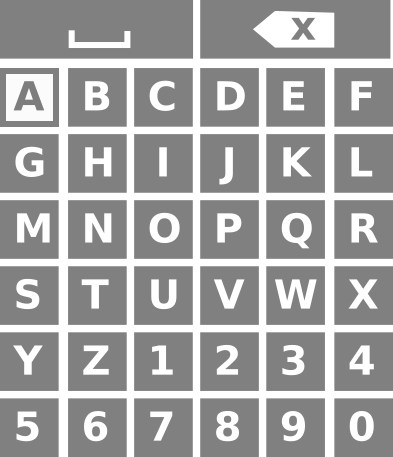 X
A B C D E F
G H I J K L
M N O P Q R
S T U V W X
Y Z 1 2 3 4
5 6 7 8 9 0